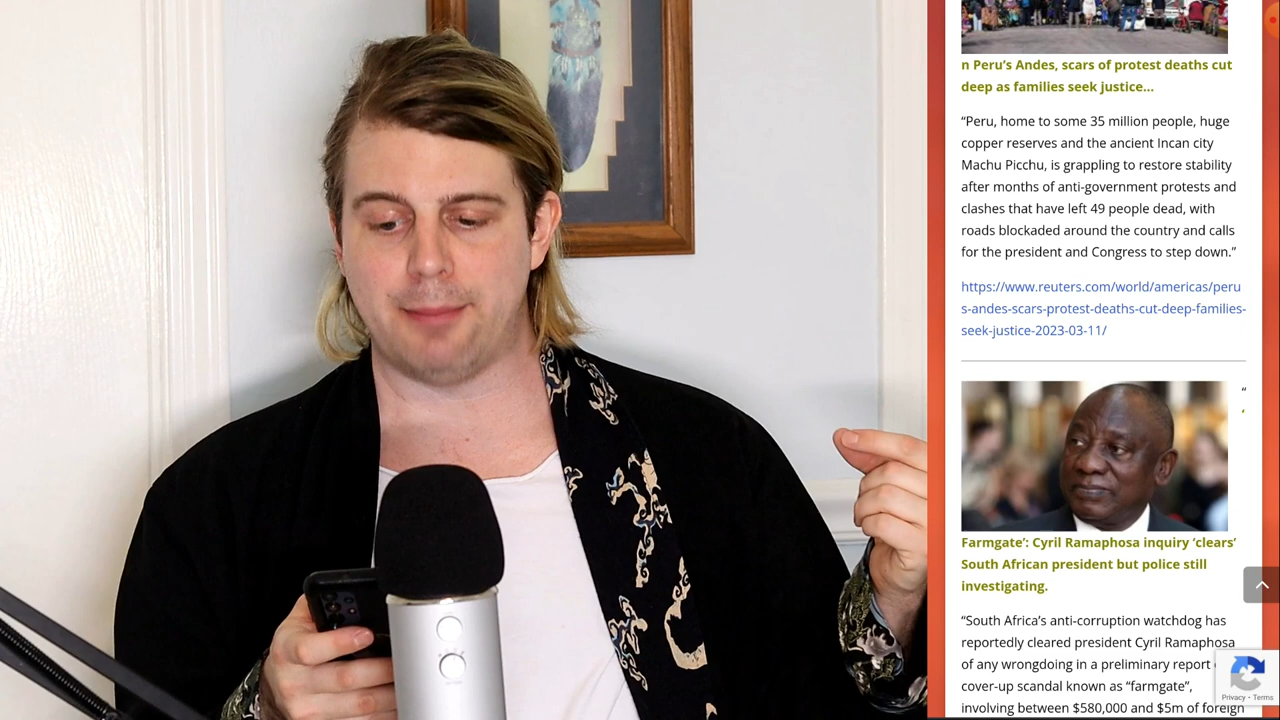 n Peru's Andes, scars of protest deaths cut
deep as families seek justice...
“Peru, home to some 35 million people, huge
copper reserves and the ancient Incan city
Machu Picchu, is grappling to restore stability
after months of anti-government protests and
clashes that have left 49 people dead, with
roads blockaded around the country and calls
for the president and Congress to step down.”
https://www.reuters.com/world/americas/peru
s-andes-scars-protest-deaths-cut-deep-families-
seek-justice-2023-03-11/
“
‘
Farmgate’: Cyril Ramaphosa inquiry ‘clears’
South African president but police still
investigating.
“South Africa’s anti-corruption watchdog has
reportedly cleared president Cyril Ramaphosa
of any wrongdoing in a preliminary report
cover-up scandal known as “farmgate”,
involving between $580,000 and $5m of foreign
Privacy - Terms